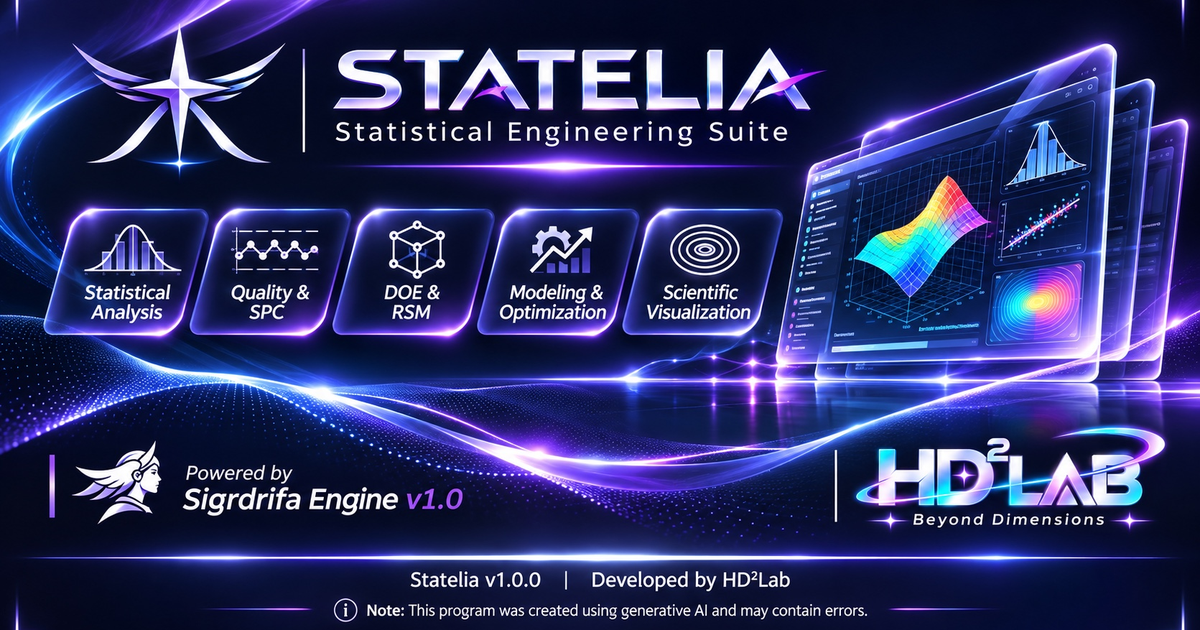 STATELIA
Statistical Engineering Suite
Statistical
Analysis
Quality &
SPC
DOE &
RSM
Modeling &
Optimization
Scientific
Visualization
Powered by
Sigrdrifa Engine v1.0
HD²LAB
Beyond Dimensions
Statelia v1.0.0 | Developed by HD²Lab
Note: This program was created using generative AI and may contain errors.